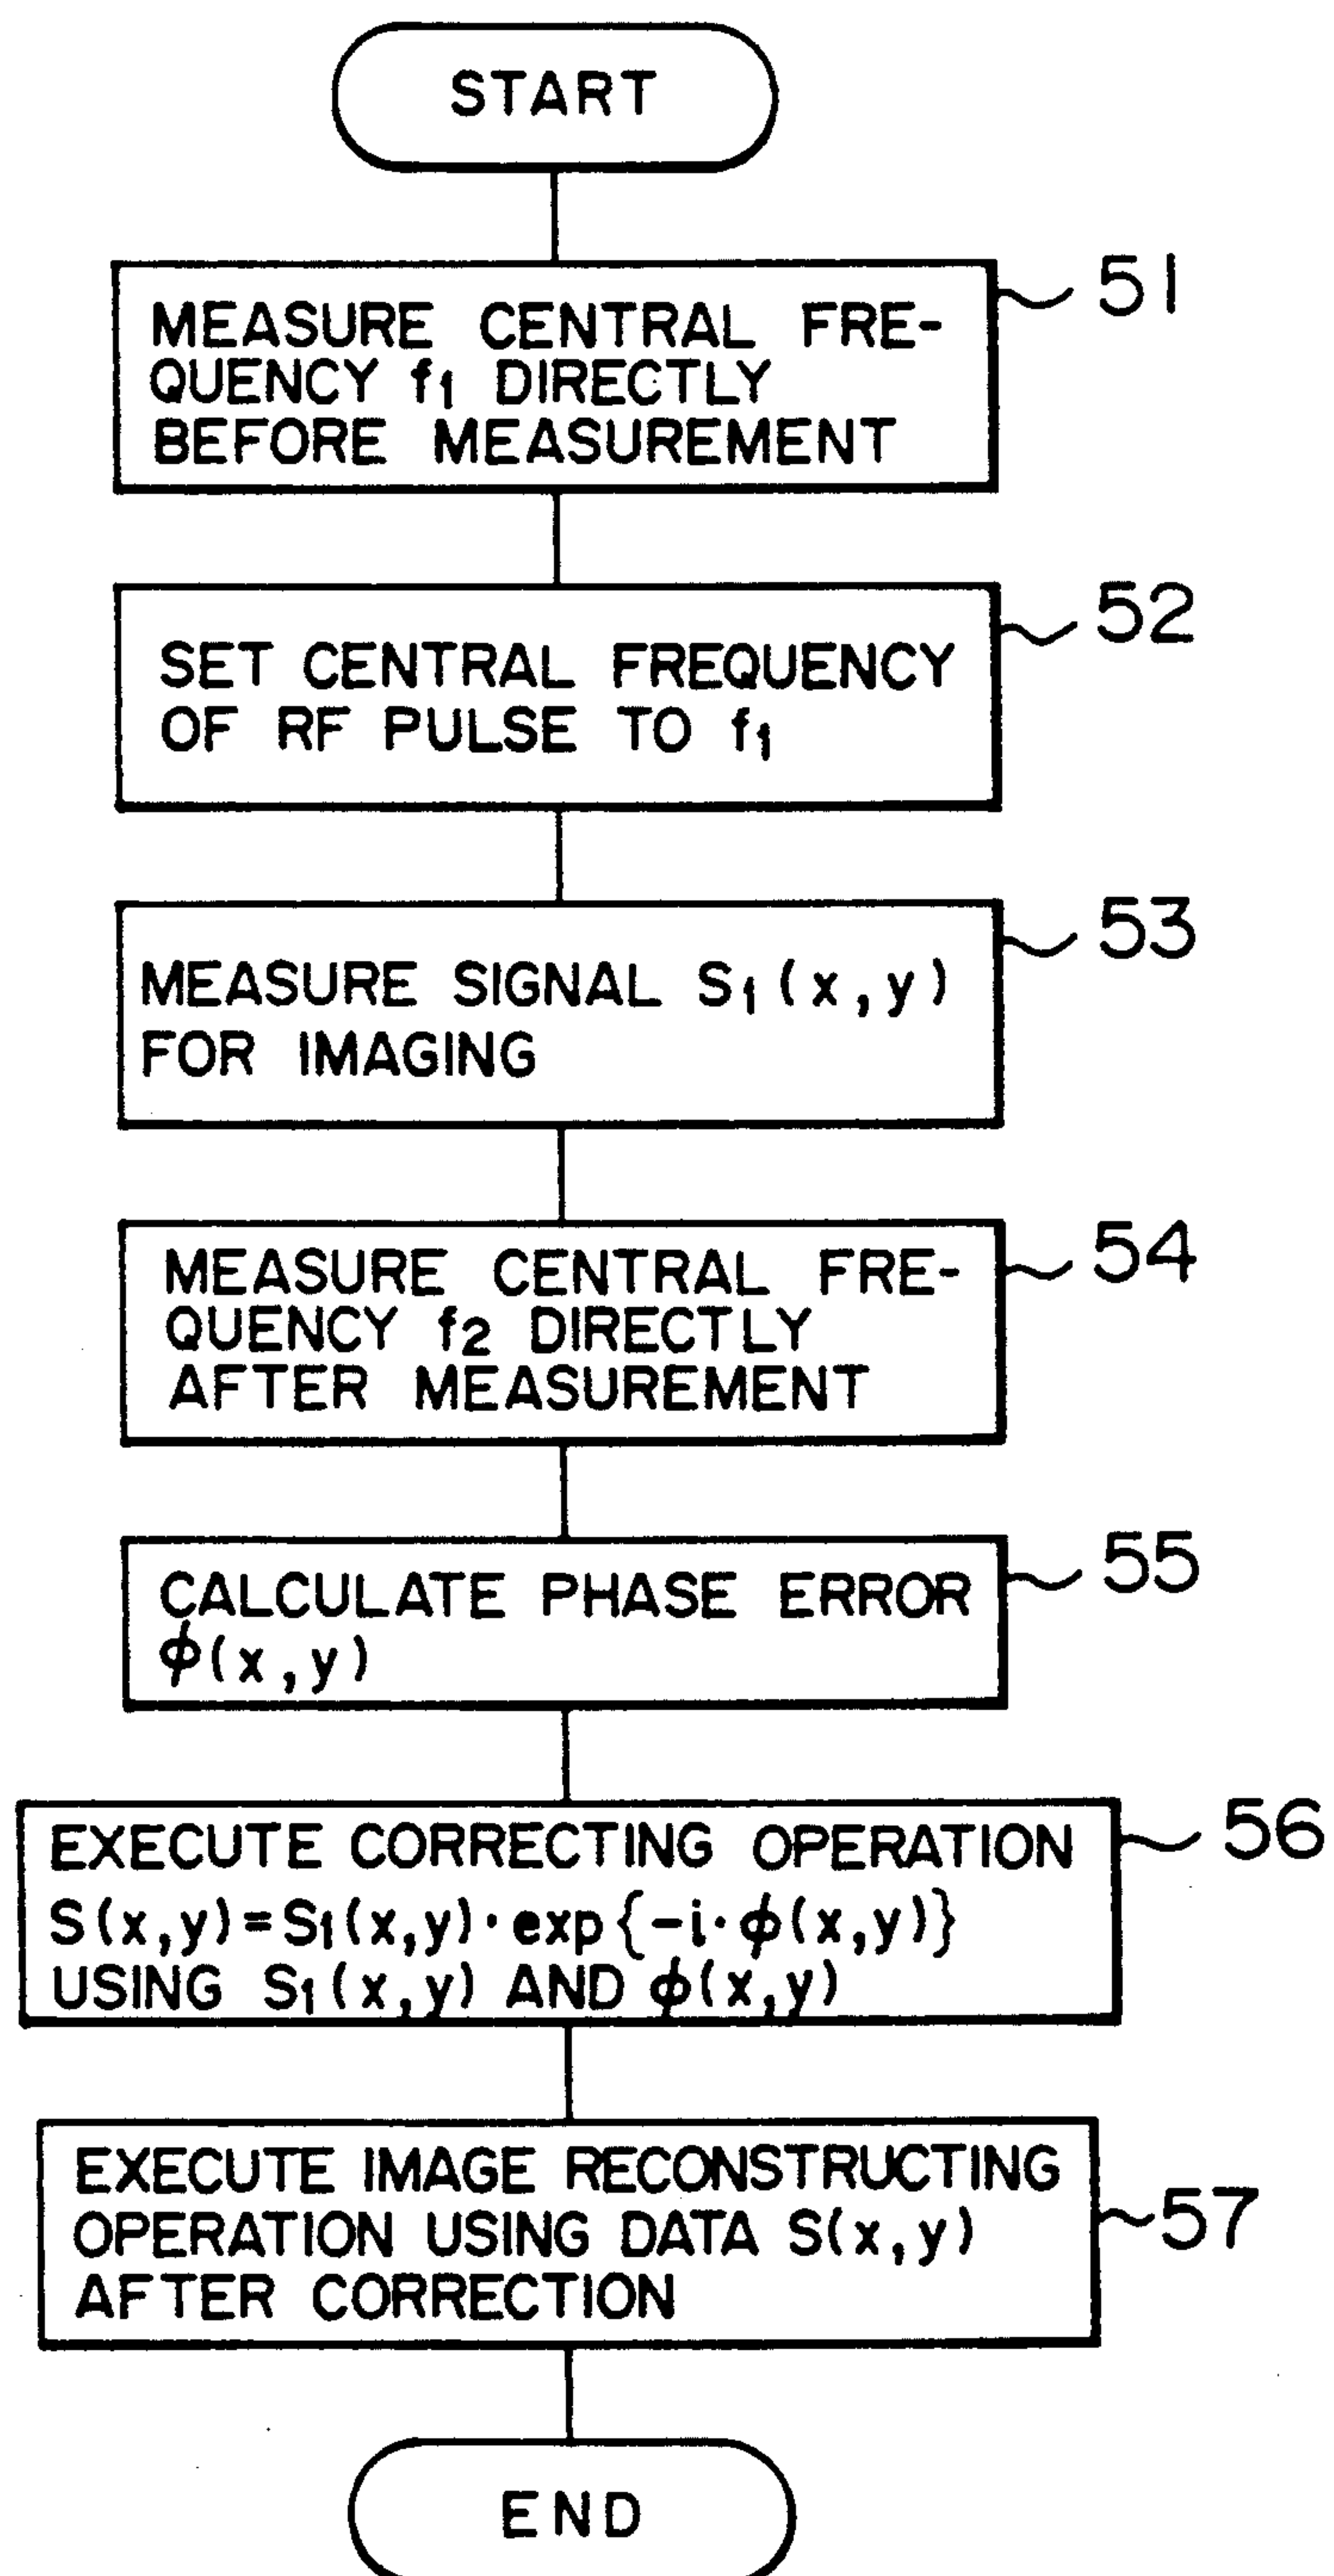 START
51
MEASURE CENTRAL FRE-
QUENCY f₁ DIRECTLY
BEFORE MEASUREMENT
52
SET CENTRAL FREQUENCY
OF RF PULSE TO f₁
53
MEASURE SIGNAL S₁(x,y)
FOR IMAGING
54
MEASURE CENTRAL FRE-
QUENCY f₂ DIRECTLY
AFTER MEASUREMENT
55
CALCULATE PHASE ERROR
ϕ(x,y)
56
EXECUTE CORRECTING OPERATION
S(x,y)=S₁(x,y)·exp{-i·ϕ(x,y)}
USING S₁(x,y) AND ϕ(x,y)
57
EXECUTE IMAGE RECONSTRUCTING
OPERATION USING DATA S(x,y)
AFTER CORRECTION
END